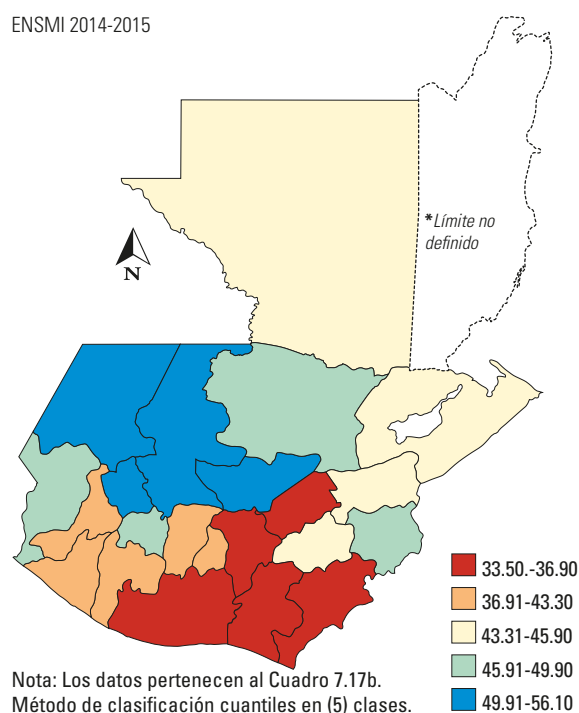 ENSMI 2014-2015
*Límite no
definido
N
33.50.-36.90
36.91-43.30
43.31-45.90
45.91-49.90
49.91-56.10
Nota: Los datos pertenecen al Cuadro 7.17b.
Método de clasificación cuantiles en (5) clases.